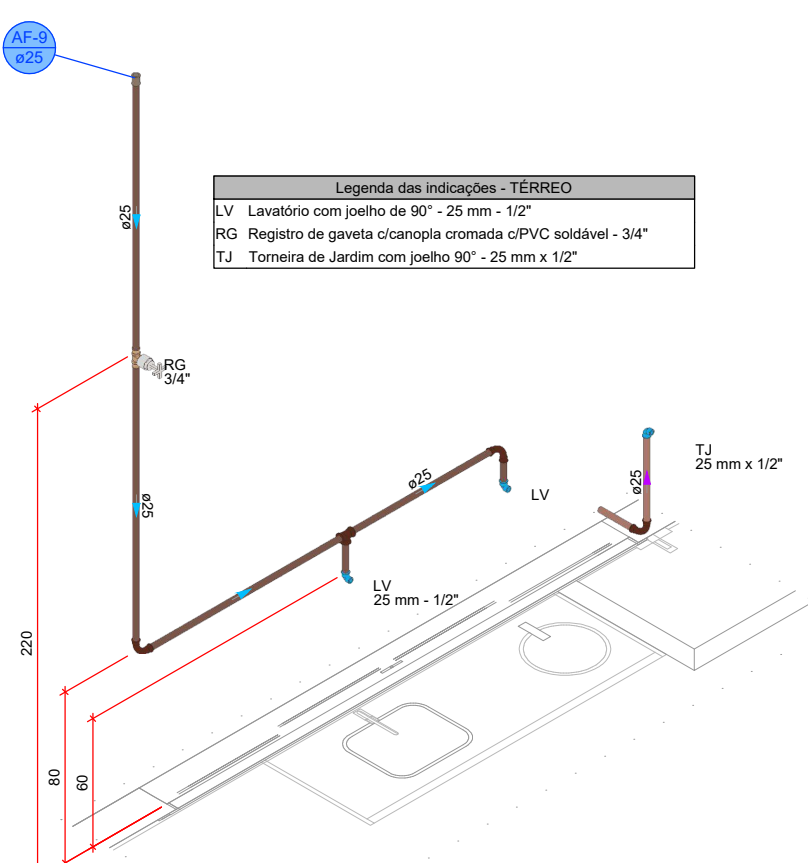 AF-9
ø25
Legenda das indicações - TÉRREO
LV Lavatório com joelho de 90° - 25 mm - 1/2"
RG Registro de gaveta c/canopla cromada c/PVC soldável - 3/4"
TJ Torneira de Jardim com joelho 90° - 25 mm x 1/2"
ø25
RG
3/4"
ø25
ø25
LV
TJ
25 mm x 1/2"
ø25
LV
25 mm - 1/2"
220
80
60